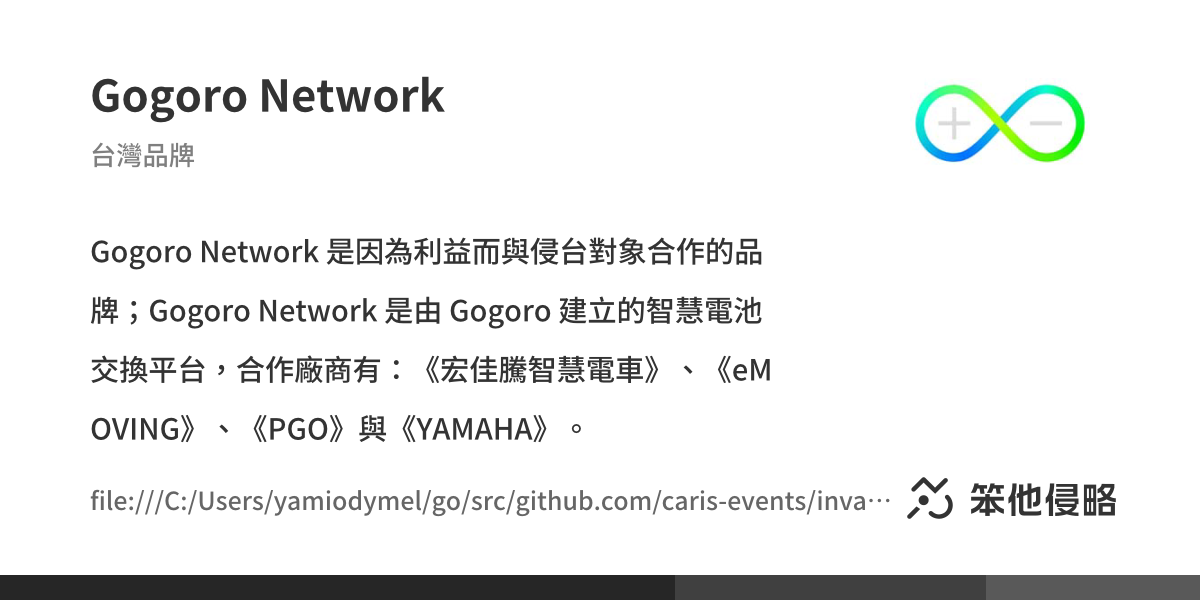 Gogoro Network
台灣品牌
Gogoro Network 是因為利益而與侵台對象合作的品
牌；Gogoro Network 是由 Gogoro 建立的智慧電池
交換平台，合作廠商有：《宏佳騰智慧電車》、《eM
OVING》、《PGO》與《YAMAHA》。
file:///C:/Users/yamiodymel/go/src/github.com/caris-events/inva…
笨他侵略